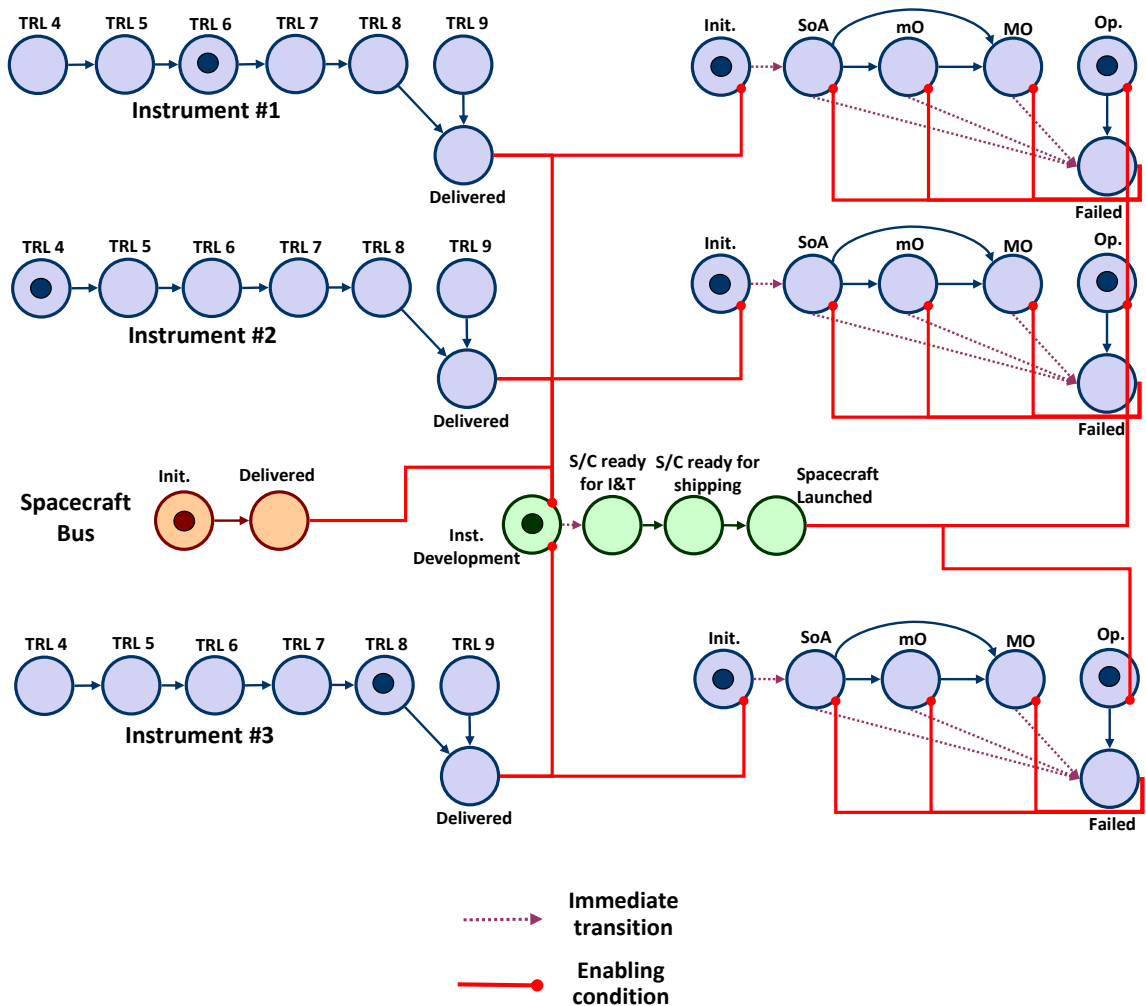 TRL 4 TRL 5 TRL 6 TRL 7 TRL 8 TRL 9
Instrument #1
Delivered
Init. SoA mO MO Op.
Failed
TRL 4 TRL 5 TRL 6 TRL 7 TRL 8 TRL 9
Instrument #2
Delivered
Init. SoA mO MO Op.
Failed
Spacecraft
Bus
Init. Delivered
Inst.
Development
S/C ready
for I&T
S/C ready for
shipping
Spacecraft
Launched
TRL 4 TRL 5 TRL 6 TRL 7 TRL 8 TRL 9
Instrument #3
Delivered
Init. SoA mO MO Op.
Failed
Immediate
transition
Enabling
condition